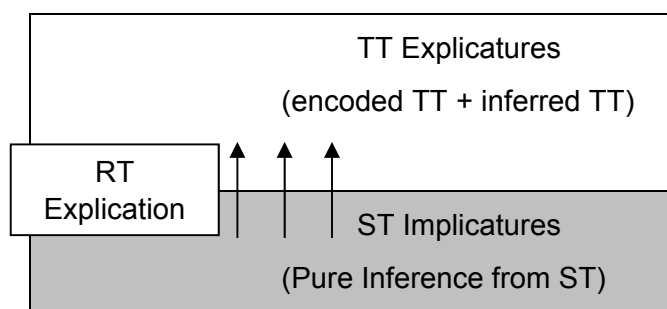 TT Explicatures
(encoded TT + inferred TT)
RT
Explication
ST Implicatures
(Pure Inference from ST)